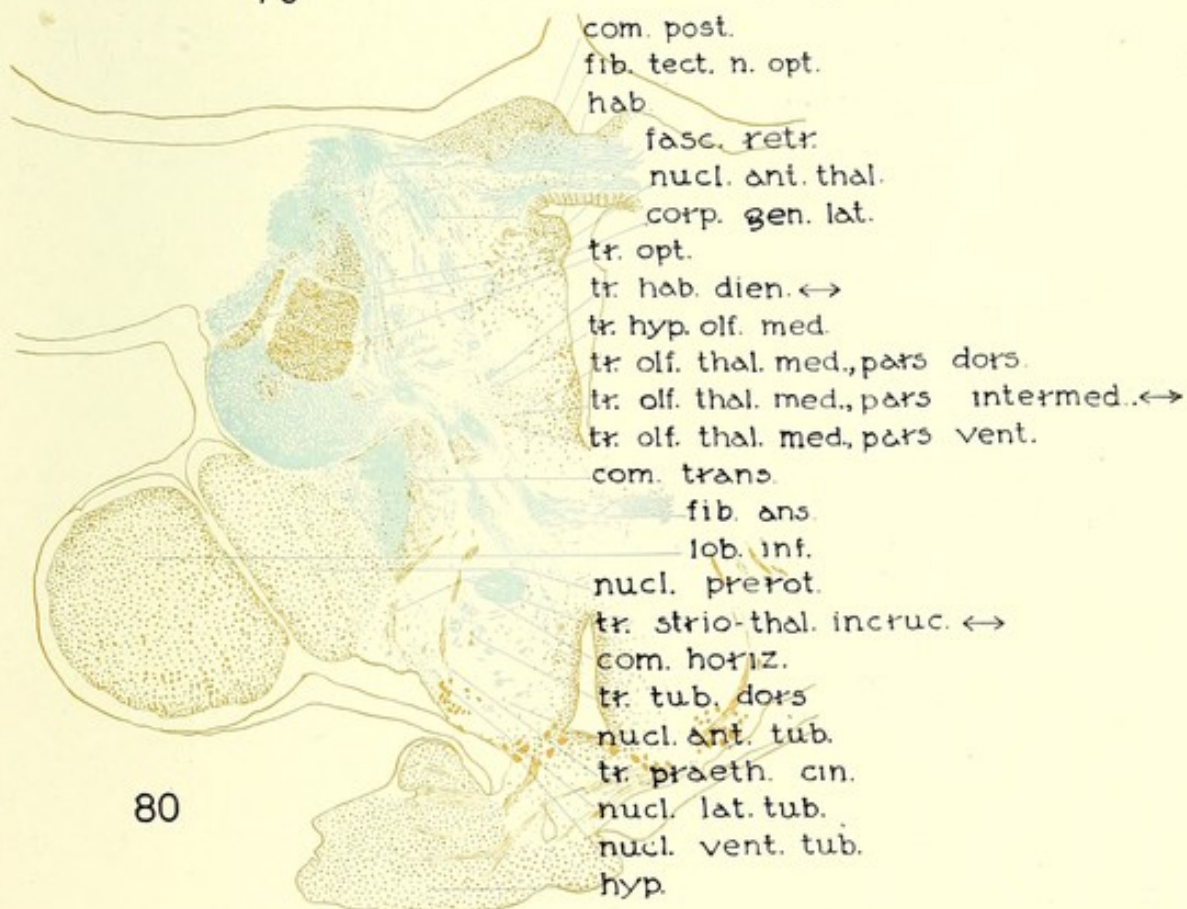 com. post.
fib. tect. n. opt.
hab
fasc. retr.
nucl. ant. thal.
corp. gen. lat.
tr. opt.
tr. hab. dien. ↔
tr. hyp. olf. med.
tr. olf. thal. med., pars dors.
tr. olf. thal. med., pars intermed. ↔
tr. olf. thal. med., pars vent.
com. trans.
fib. ans.
lob. inf.
nucl. prerot.
tr. strio-thal. incruc. ↔
com. horiz.
tr. tub. dors
nucl. ant. tub.
tr. praeth. cin.
nucl. lat. tub.
nucl. vent. tub.
hyp.
80